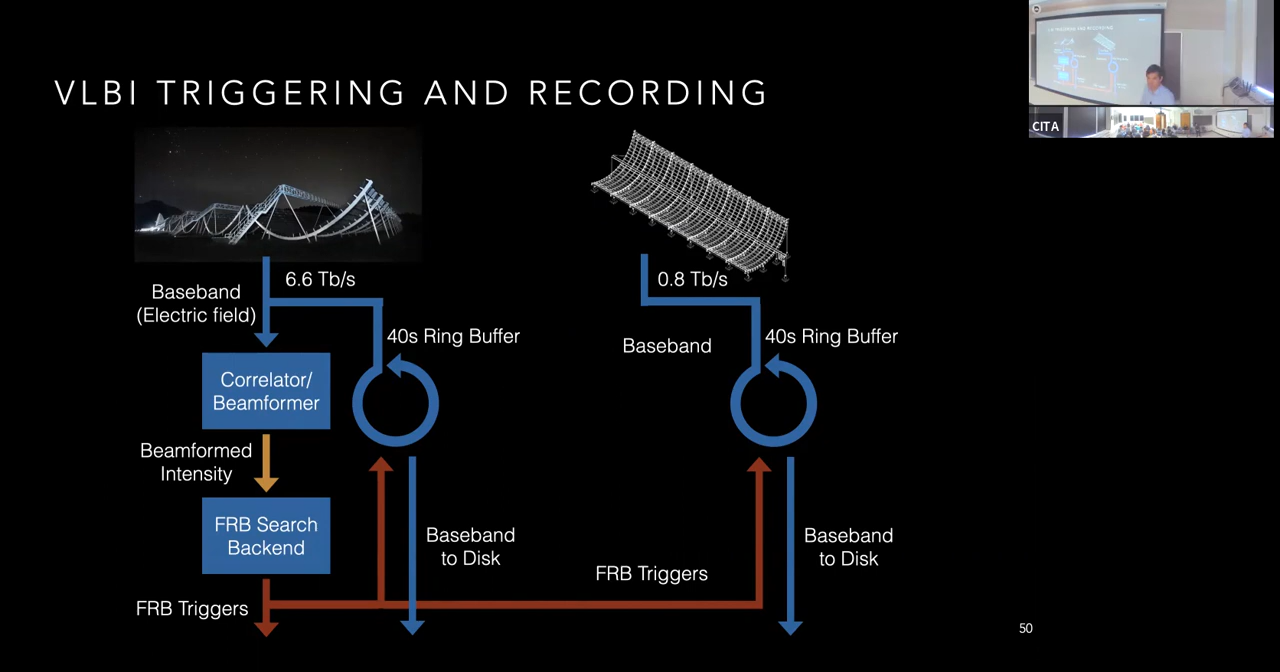 VLBI TRIGGERING AND RECORDING
CITA
6.6 Tb/s
0.8 Tb/s
Baseband
(Electric field)
40s Ring Buffer
Baseband
40s Ring Buffer
Correlator/
Beamformer
Beamformed
Intensity
FRB Search
Backend
Baseband
to Disk
Baseband
to Disk
FRB Triggers
FRB Triggers
50